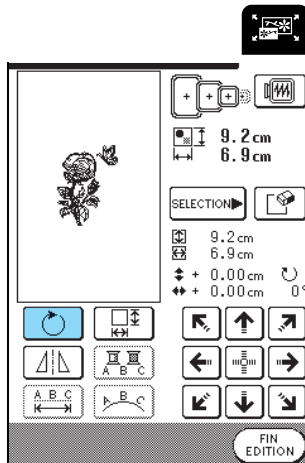 9.2cm
6.9cm
SELECTION
9.2cm
6.9cm
+ 0.00cm
+ 0.00cm 0°
A B C
A B C
A B C
FIN
EDITION